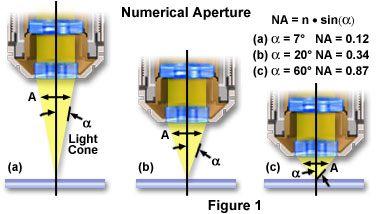 Numerical Aperture
NA = n • sin(α)
(a) α = 7° NA = 0.12
(b) α = 20° NA = 0.34
(c) α = 60° NA = 0.87
A
α
Light
Cone
(a)
A
α
(b)
A
α
(c)
Figure 1